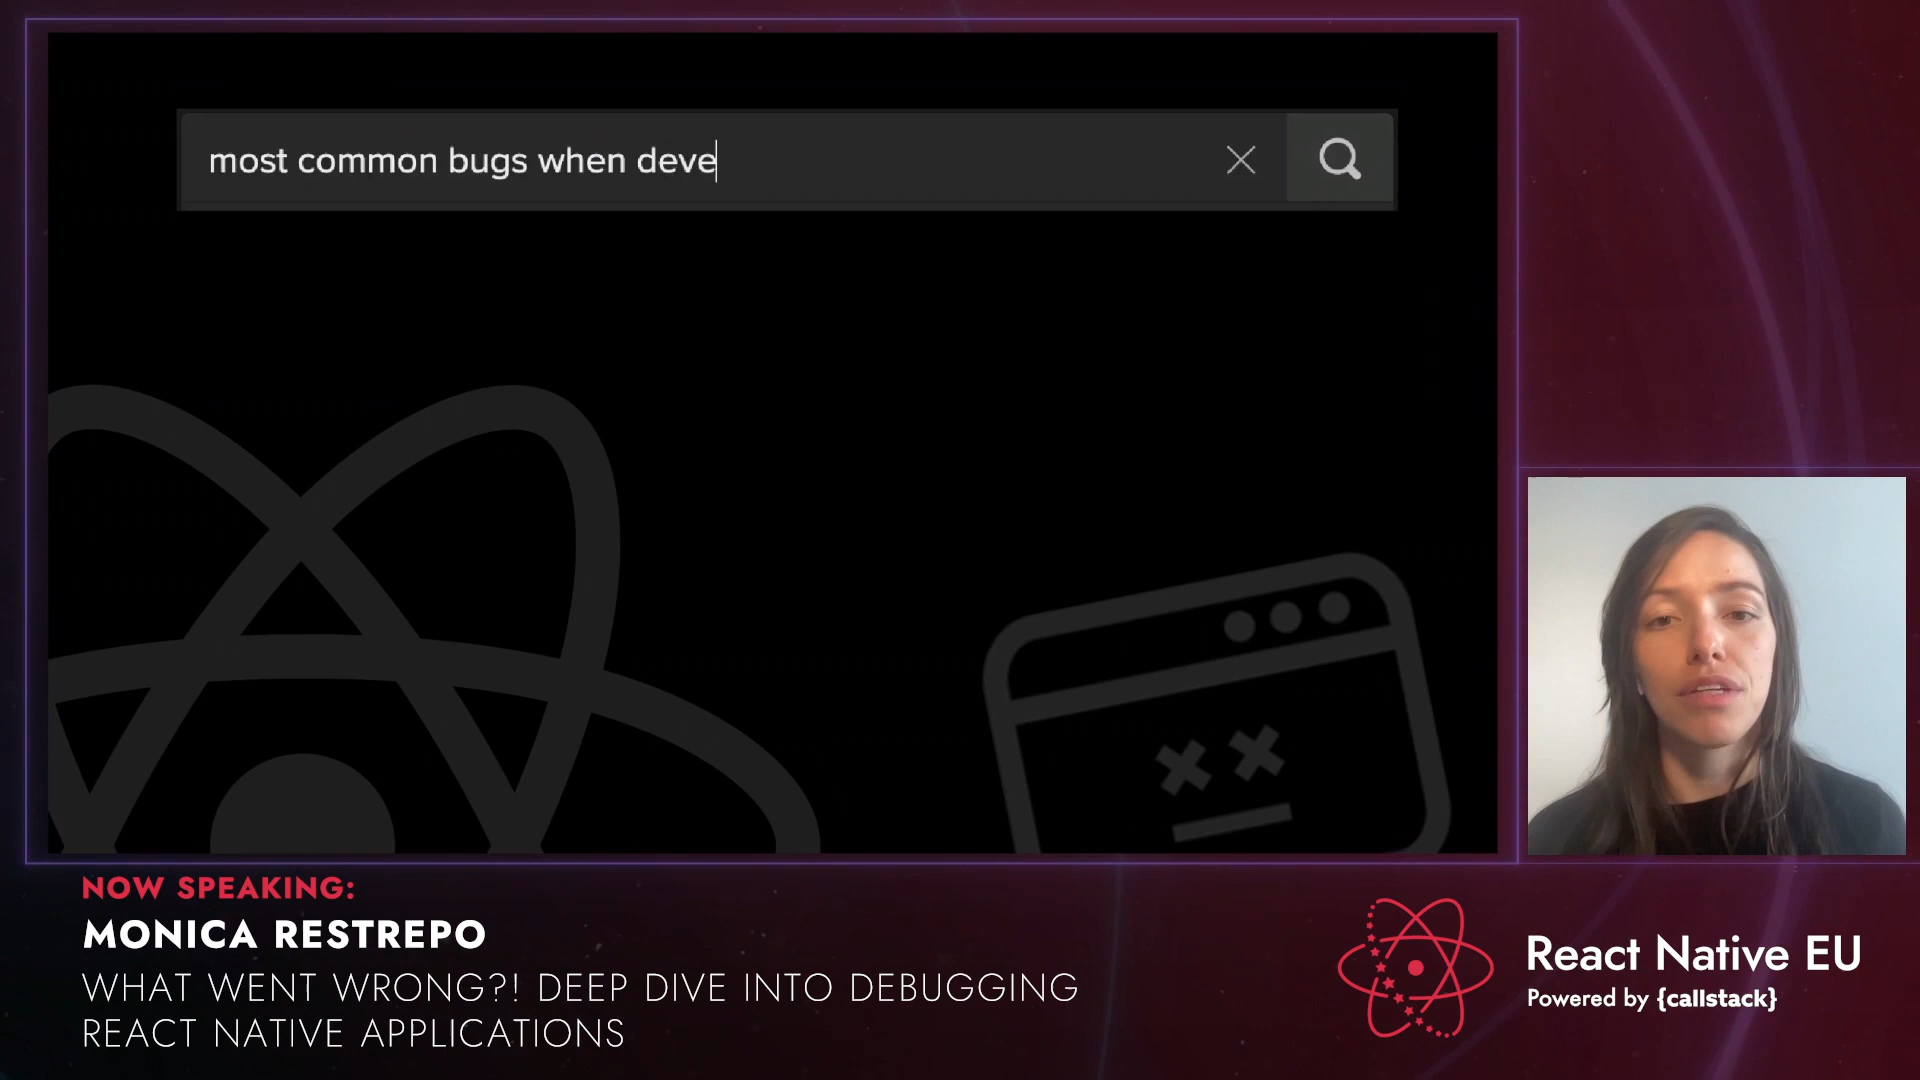 most common bugs when deve
NOW SPEAKING:
MONICA RESTREPO
WHAT WENT WRONG?! DEEP DIVE INTO DEBUGGING
REACT NATIVE APPLICATIONS
React Native EU
Powered by {callstack}